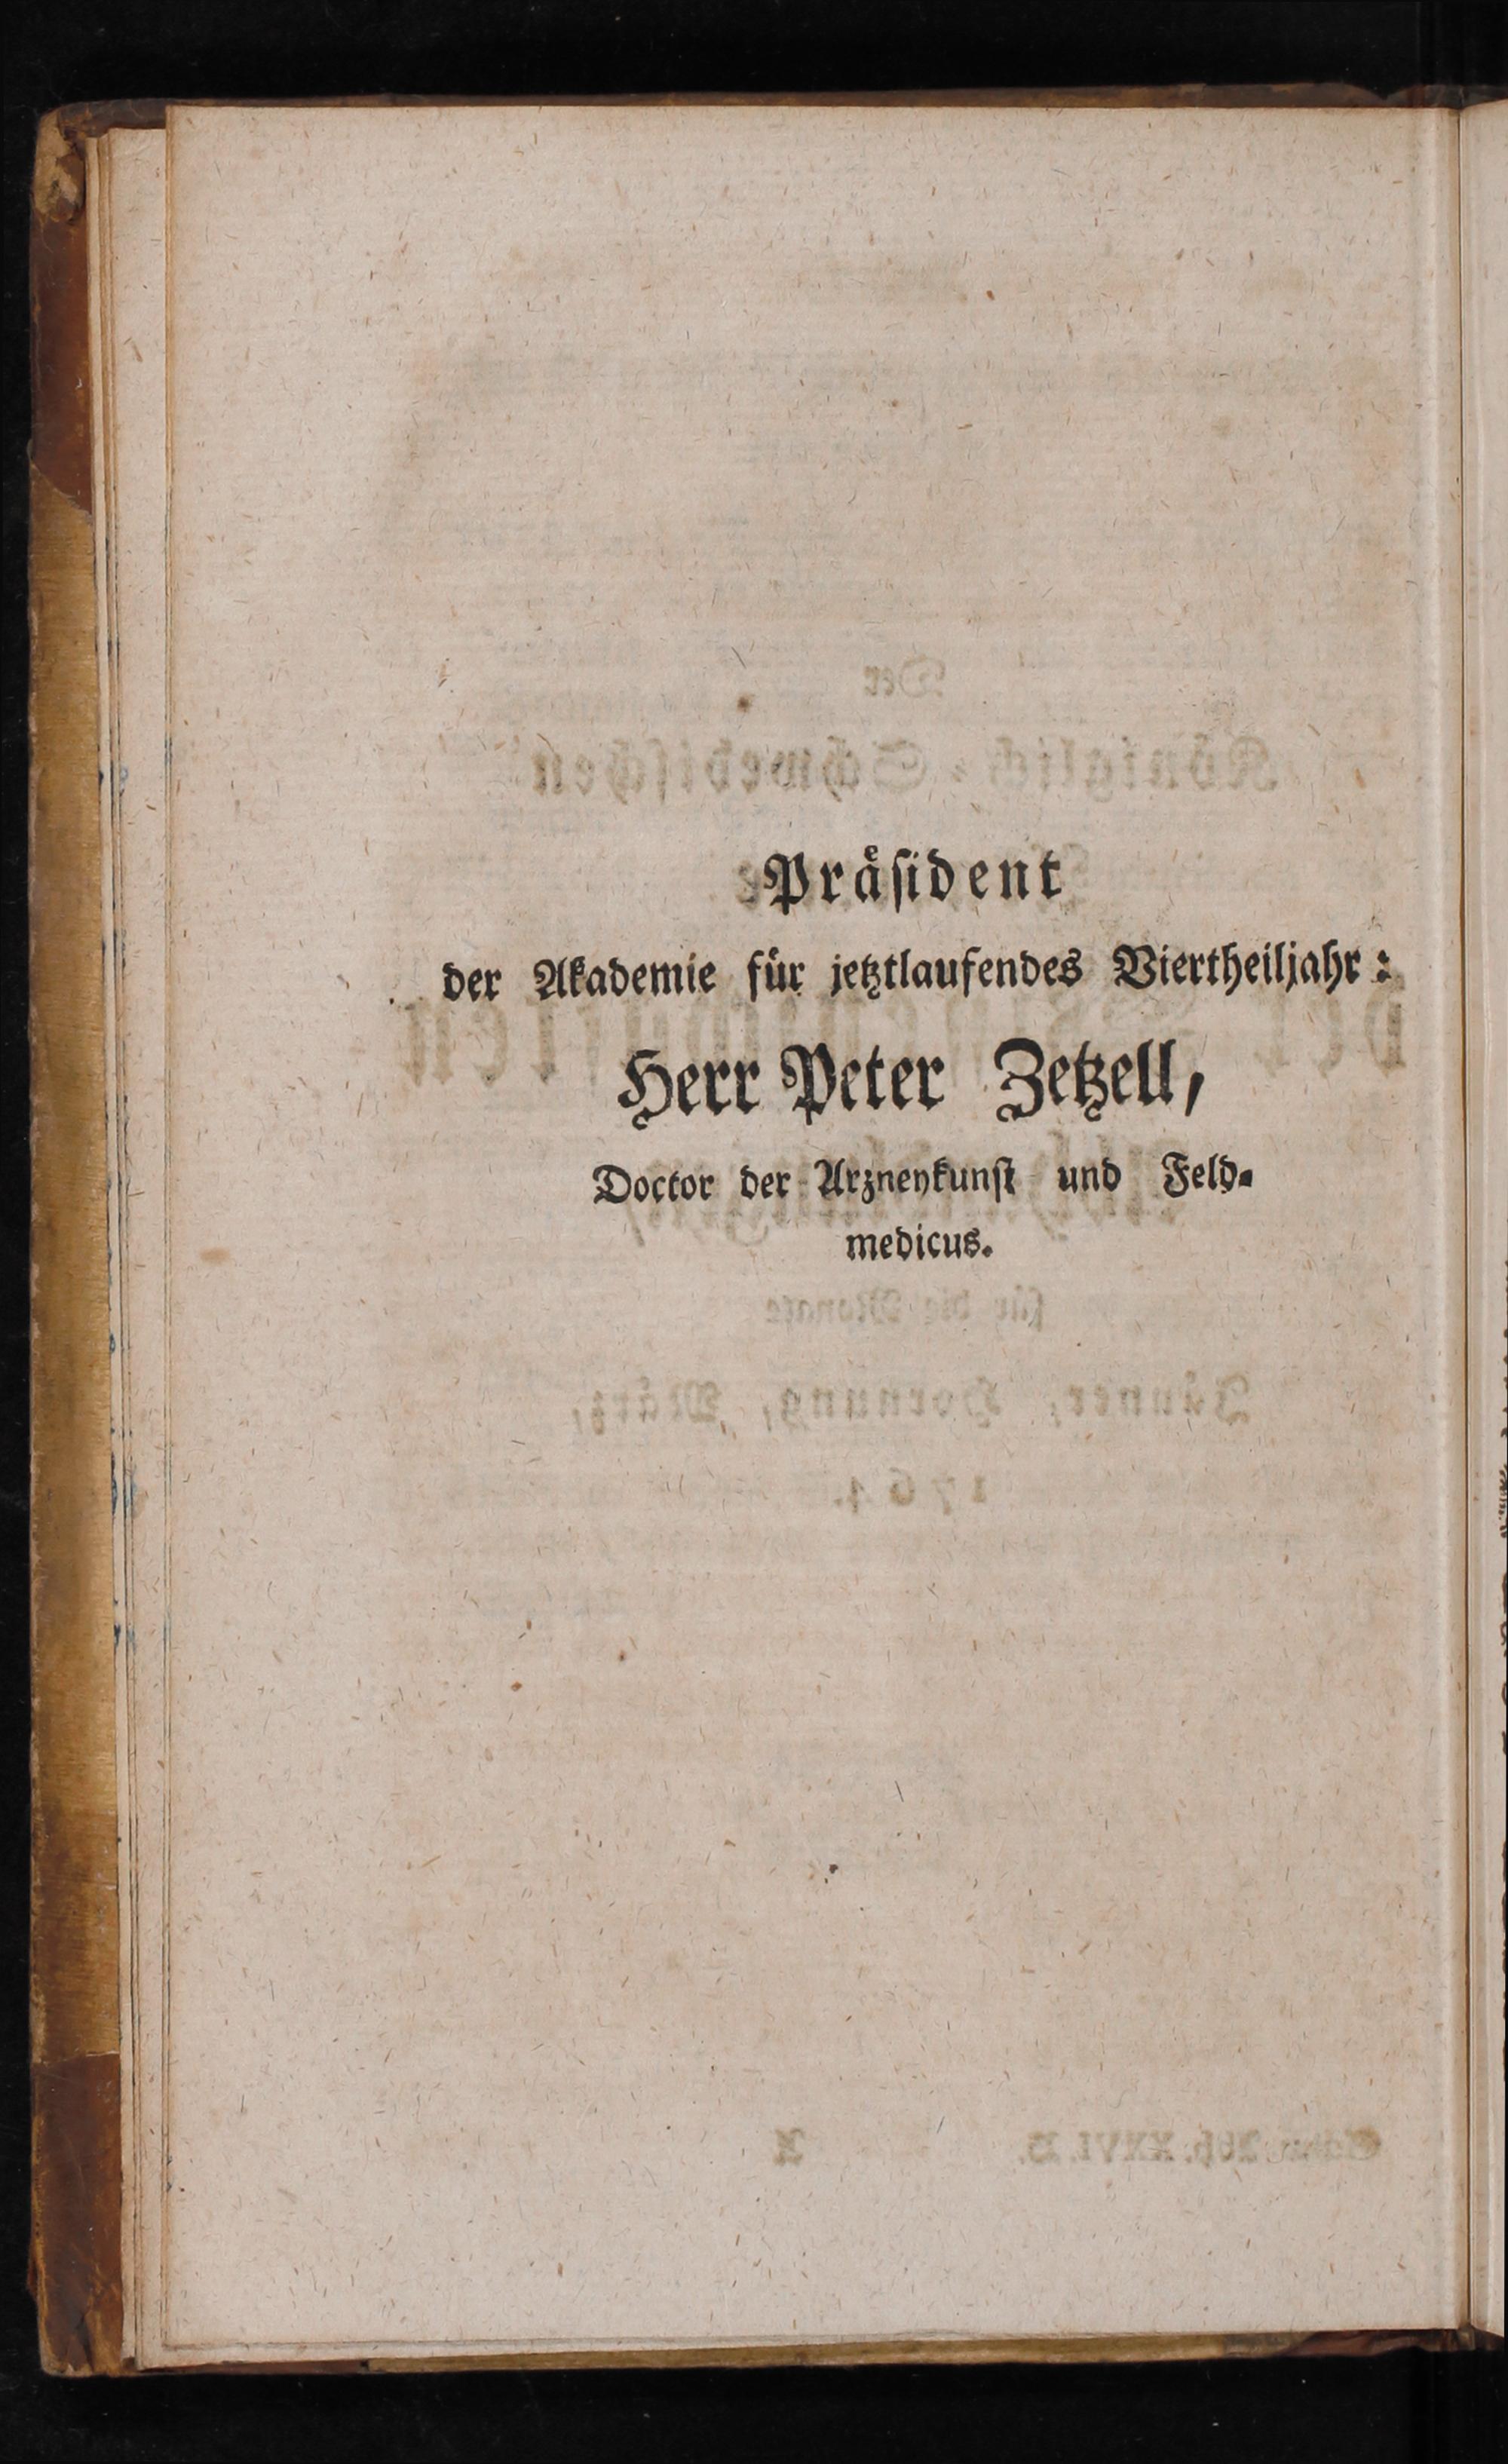 Präſident
der Akademie für jetztlaufendes Viertheiljahr:
Herr Peter Zetzell,
Doctor der Arzneykunſt und Feld-
medicus.